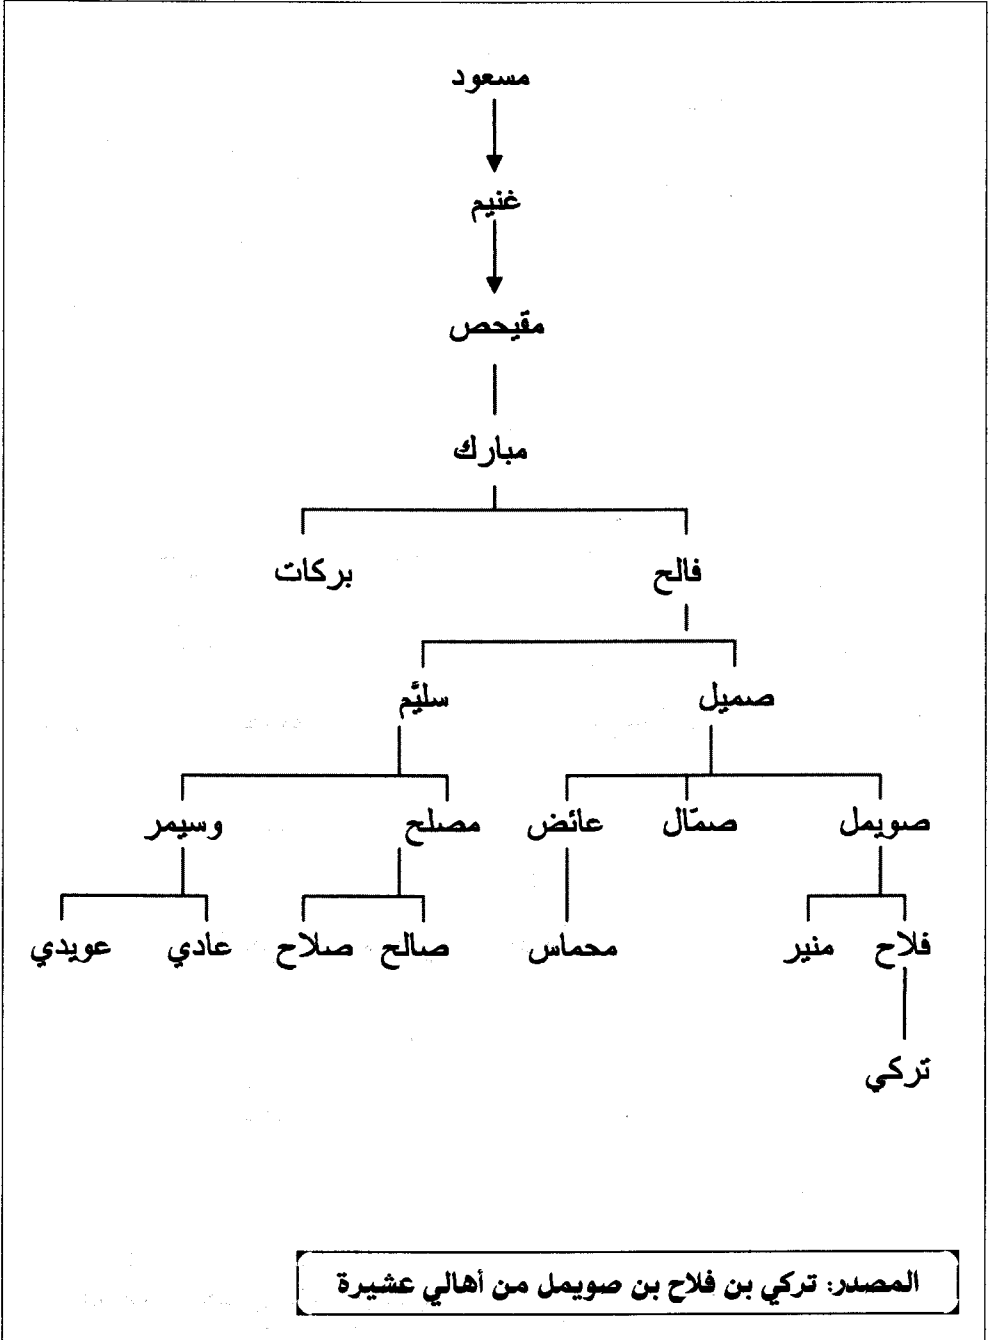 مسعود
غنيم
مقيحص
مبارك
فالح بركات
صميل سليَّم
صويمل صمّال عائض مصلح وسيمر
فلاح منير محماس صالح صلاح عادي عويدي
تركي
المصدر: تركي بن فلاح بن صويمل من أهالي عشيرة